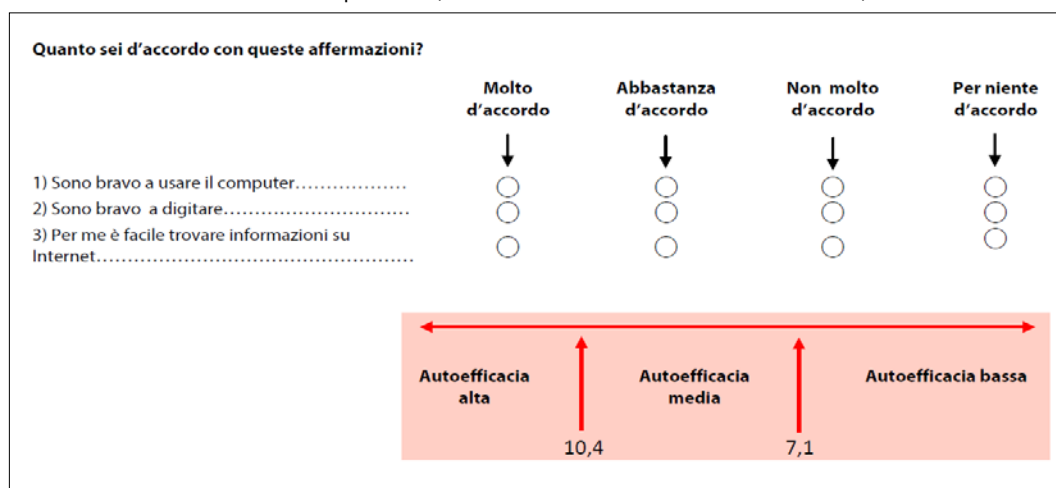 Quanto sei d'accordo con queste affermazioni?
Molto d'accordo
Abbastanza d'accordo
Non molto d'accordo
Per niente d'accordo
1) Sono bravo a usare il computer………………
2) Sono bravo a digitare…………………………
3) Per me è facile trovare informazioni su
Internet……………………………………………
Autoefficacia alta
Autoefficacia media
Autoefficacia bassa
10,4
7,1